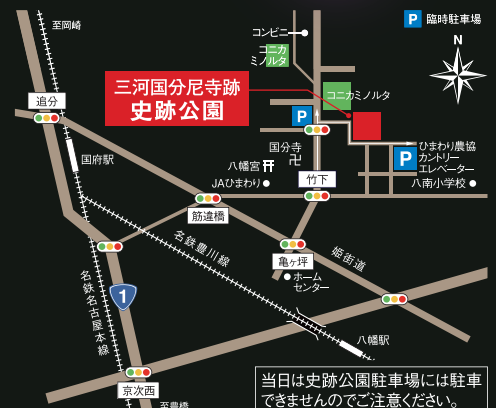 至岡崎
コンビニ
コニカ
ミノルタ
P 臨時駐車場
N
三河国分尼寺跡
史跡公園
コニカミノルタ
追分
P
国分寺
卍
ひまわり農協
カントリー
エレベーター
P
国府駅
八幡宮
JAひまわり
竹下
八南小学校
筋違橋
名鉄豊川線
亀ヶ坪
姫街道
ホーム
センター
名鉄名古屋本線
1
八幡駅
京次西
至豊橋
当日は史跡公園駐車場には駐車
できませんのでご注意ください。